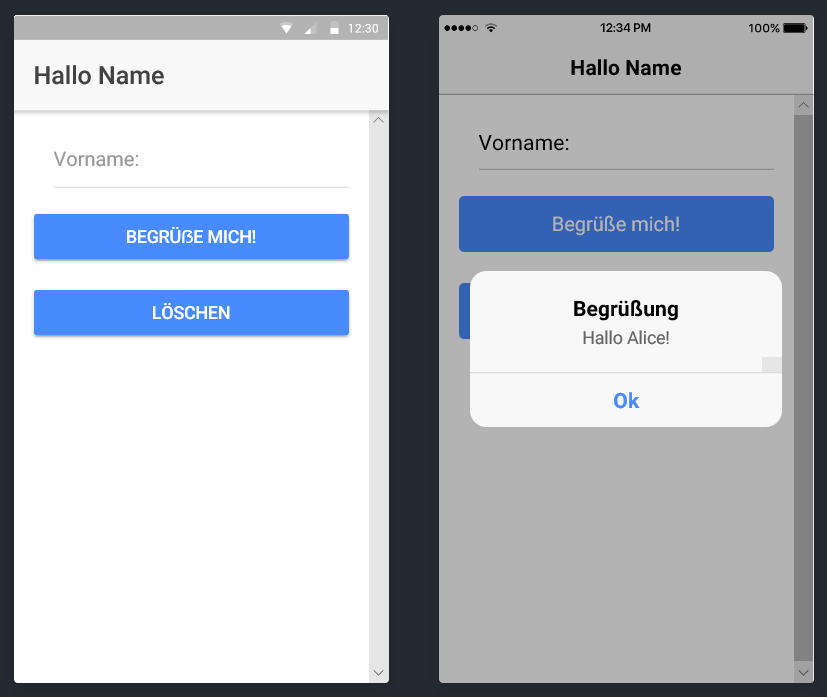 12:30
Hallo Name
Vorname:
BEGRÜẞE MICH!
LÖSCHEN
12:34 PM 100%
Hallo Name
Vorname:
Begrüße mich!
Begrüßung
Hallo Alice!
Ok